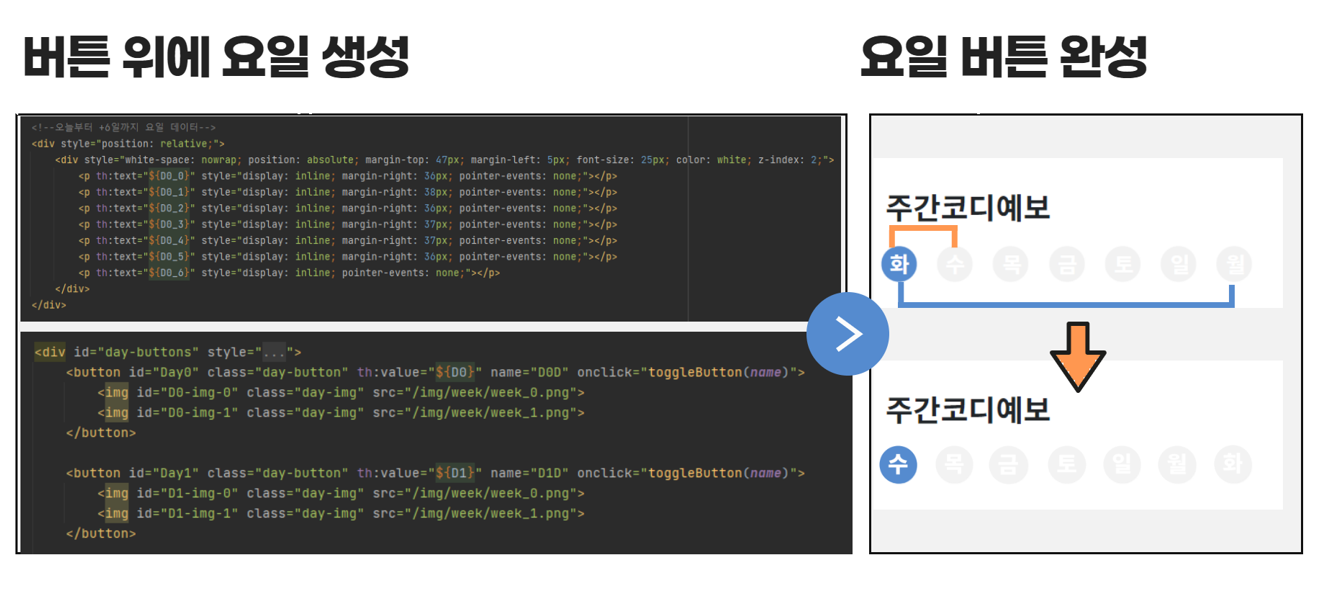 버튼 위에 요일 생성
요일 버튼 완성
<!--오늘부터 +6일까지 요일 데이터-->
<div style="position: relative;">
<div style="white-space: nowrap; position: absolute; margin-top: 47px; margin-left: 5px; font-size: 25px; color: white; z-index: 2;">
<p th:text="${D0_0}" style="display: inline; margin-right: 36px; pointer-events: none;"></p>
<p th:text="${D0_1}" style="display: inline; margin-right: 38px; pointer-events: none;"></p>
<p th:text="${D0_2}" style="display: inline; margin-right: 36px; pointer-events: none;"></p>
<p th:text="${D0_3}" style="display: inline; margin-right: 37px; pointer-events: none;"></p>
<p th:text="${D0_4}" style="display: inline; margin-right: 37px; pointer-events: none;"></p>
<p th:text="${D0_5}" style="display: inline; margin-right: 36px; pointer-events: none;"></p>
<p th:text="${D0_6}" style="display: inline; pointer-events: none;"></p>
</div>
</div>
<div id="day-buttons" style="...">
<button id="Day0" class="day-button" th:value="${D0}" name="D0D" onclick="toggleButton(name)">
<img id="D0-img-0" class="day-img" src="/img/week/week_0.png">
<img id="D0-img-1" class="day-img" src="/img/week/week_1.png">
</button>
<button id="Day1" class="day-button" th:value="${D1}" name="D1D" onclick="toggleButton(name)">
<img id="D1-img-0" class="day-img" src="/img/week/week_0.png">
<img id="D1-img-1" class="day-img" src="/img/week/week_1.png">
</button>
주간코디예보
화 수 목 금 토 일 월
주간코디예보
수 목 금 토 일 월 화